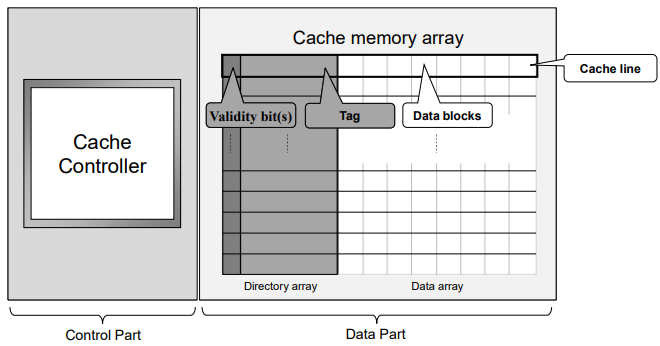 Cache memory array
Cache line
Validity bit(s)
Tag
Data blocks
Cache
Controller
Directory array
Data array
Control Part
Data Part